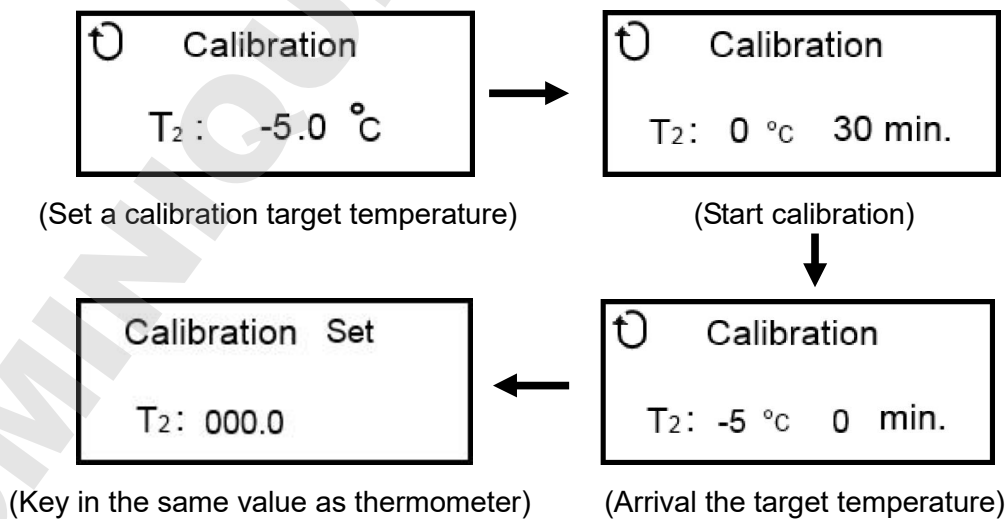 Calibration
T2 : -5.0 °C
(Set a calibration target temperature)
Calibration
T2: 0 °C 30 min.
(Start calibration)
Calibration
T2: -5 °C 0 min.
(Arrival the target temperature)
Calibration Set
T2: 000.0
(Key in the same value as thermometer)